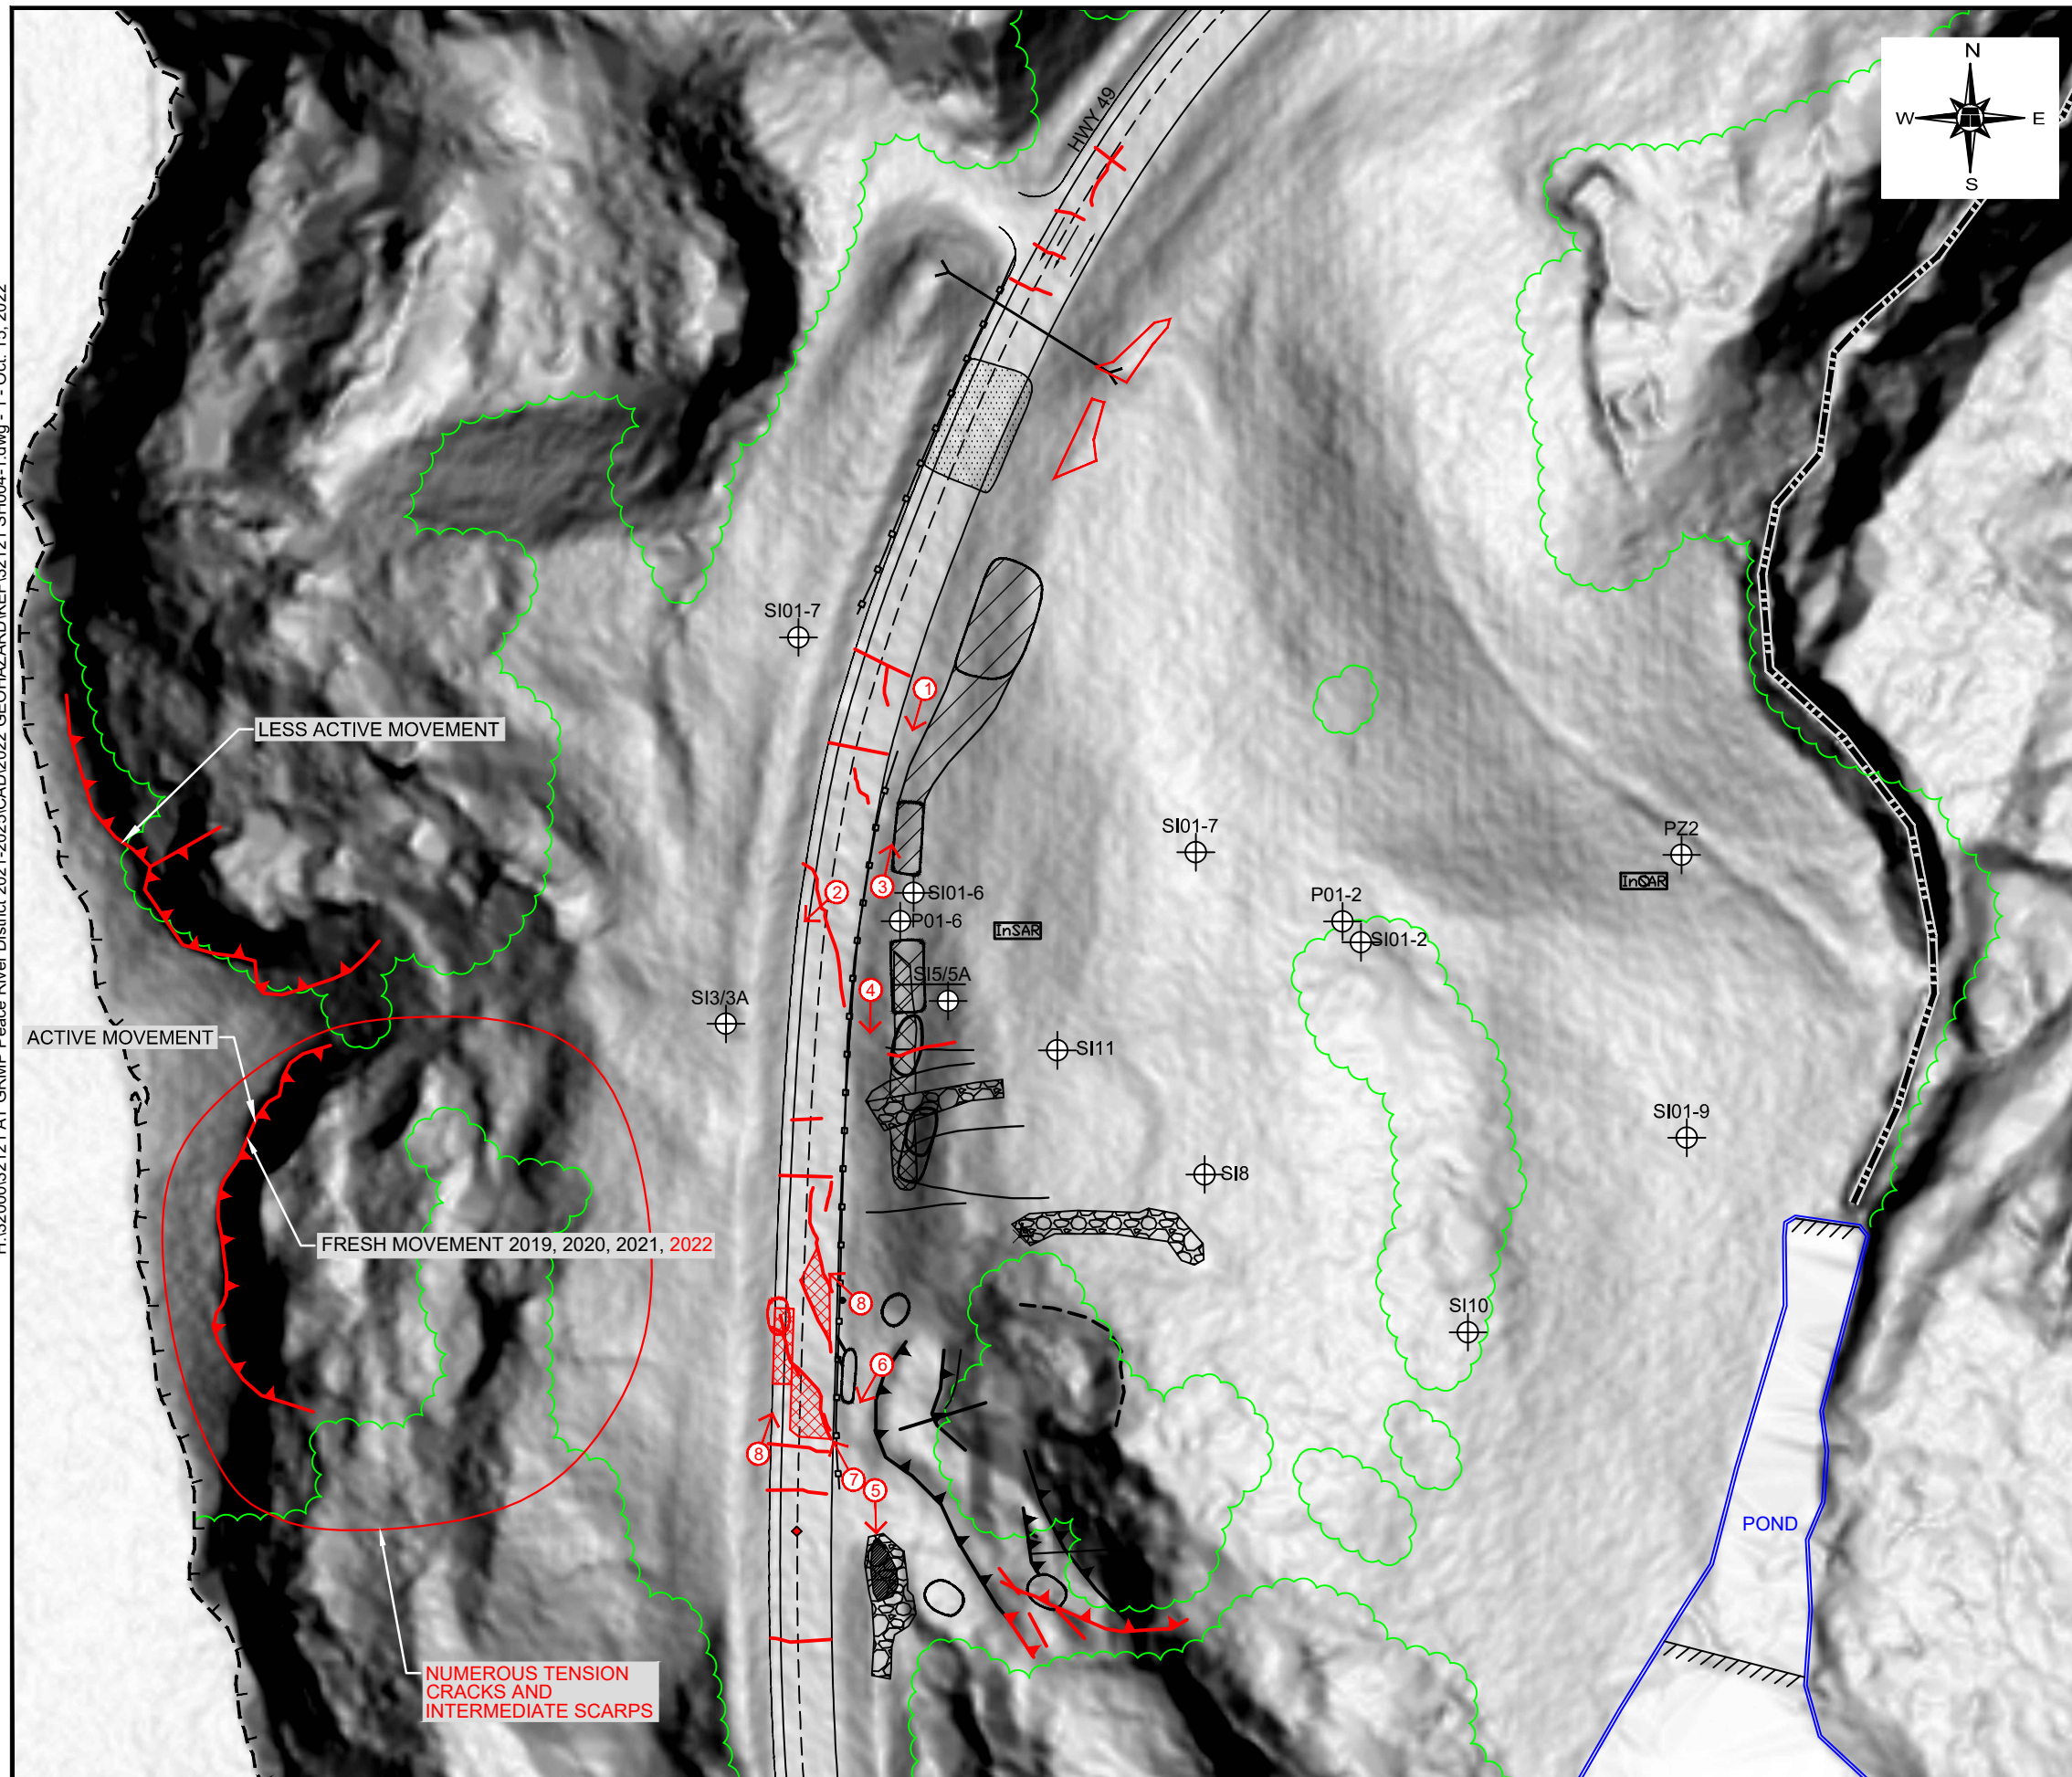 N
W E
S
HWY 49
SI01-7
1
LESS ACTIVE MOVEMENT
SI01-7
PZ2
InSAR
2
3
SI01-6
P01-6
InSAR
P01-2
SI01-2
SI5/5A
4
SI3/3A
ACTIVE MOVEMENT
SI11
SI01-9
SI8
FRESH MOVEMENT 2019, 2020, 2021, 2022
8
SI10
6
8
7
5
POND
NUMEROUS TENSION
CRACKS AND
INTERMEDIATE SCARPS